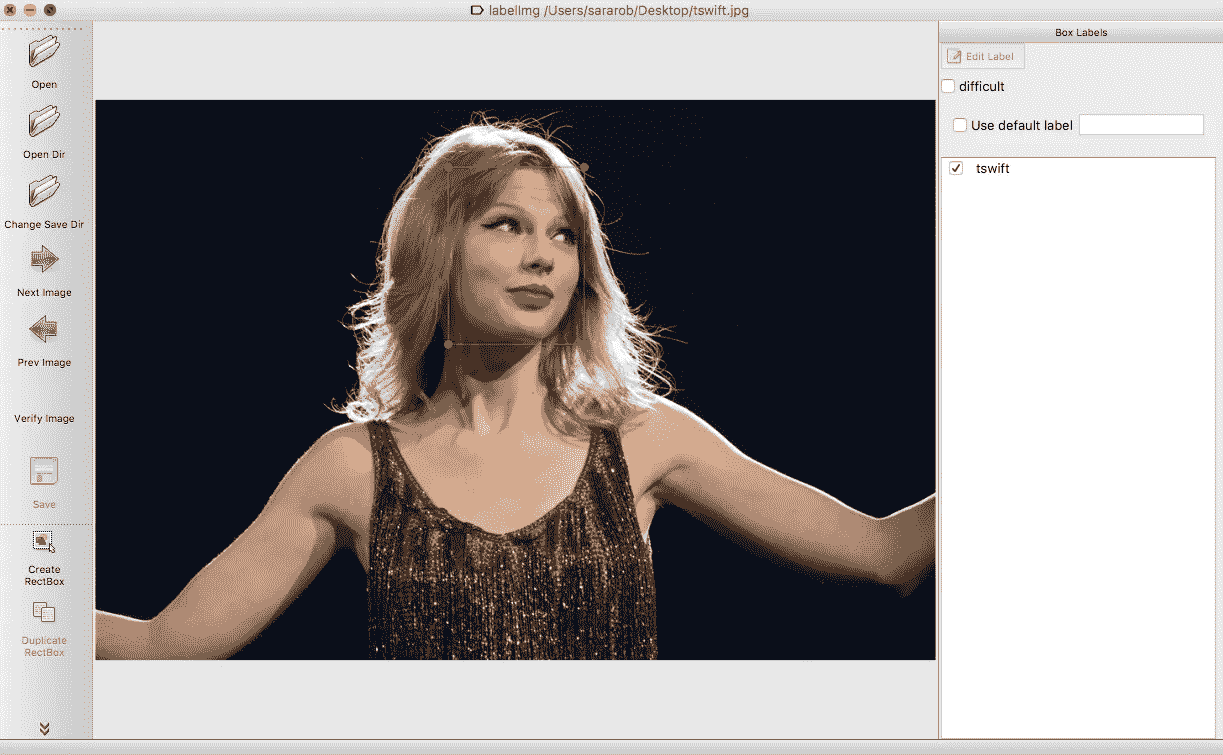 labelImg /Users/sararob/Desktop/tswift.jpg
Open
Open Dir
Change Save Dir
Next Image
Prev Image
Verify Image
Save
Create
RectBox
Duplicate
RectBox
Box Labels
Edit Label
difficult
Use default label
tswift